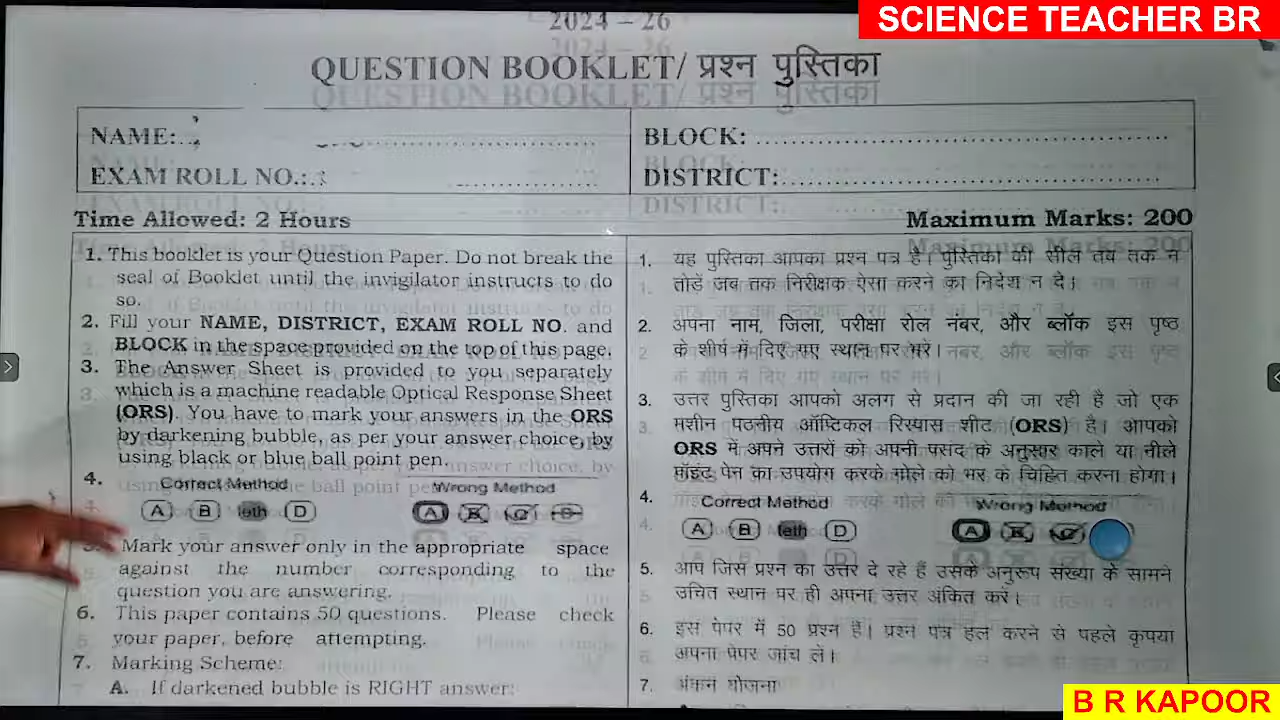 SCIENCE TEACHER BR
2024 – 26
QUESTION BOOKLET/ प्रश्न पुस्तिका
NAME:
BLOCK:
EXAM ROLL NO.:
DISTRICT:
Time Allowed: 2 Hours
Maximum Marks: 200
1. This booklet is your Question Paper. Do not break the
seal of Booklet until the invigilator instructs to do
so.
2. Fill your NAME, DISTRICT, EXAM ROLL NO. and
BLOCK in the space provided on the top of this page.
3. The Answer Sheet is provided to you separately
which is a machine readable Optical Response Sheet
(ORS). You have to mark your answers in the ORS
by darkening bubble, as per your answer choice, by
using black or blue ball point pen.
4. Correct Method Wrong Method
A B D A
5. Mark your answer only in the appropriate space
against the number corresponding to the
question you are answering.
6. This paper contains 50 questions. Please check
your paper, before attempting.
7. Marking Scheme:
A. If darkened bubble is RIGHT answer:
1. यह पुस्तिका आपका प्रश्न पत्र है। पुस्तिका की सील तब तक न
तोड़ें जब तक निरीक्षक ऐसा करने का निर्देश न दे।
2. अपना नाम, जिला, परीक्षा रोल नंबर, और ब्लॉक इस पृष्ठ
के शीर्ष में दिए गए स्थान पर भरें।
3. उत्तर पुस्तिका आपको अलग से प्रदान की जा रही है जो एक
मशीन पठनीय ऑप्टिकल रिस्पांस शीट (ORS) है। आपको
ORS में अपने उत्तरों को अपनी पसंद के अनुसार काले या नीले
पॉइंट पेन का उपयोग करके गोले को भर के चिह्नित करना होगा।
4. Correct Method Wrong Method
A B D A
5. आप जिस प्रश्न का उत्तर दे रहे हैं उसके अनुरूप संख्या के सामने
उचित स्थान पर ही अपना उत्तर अंकित करें।
6. इस पेपर में 50 प्रश्न हैं। प्रश्न पत्र हल करने से पहले कृपया
अपना पेपर जांच लें।
7. अंकन योजना
B R KAPOOR